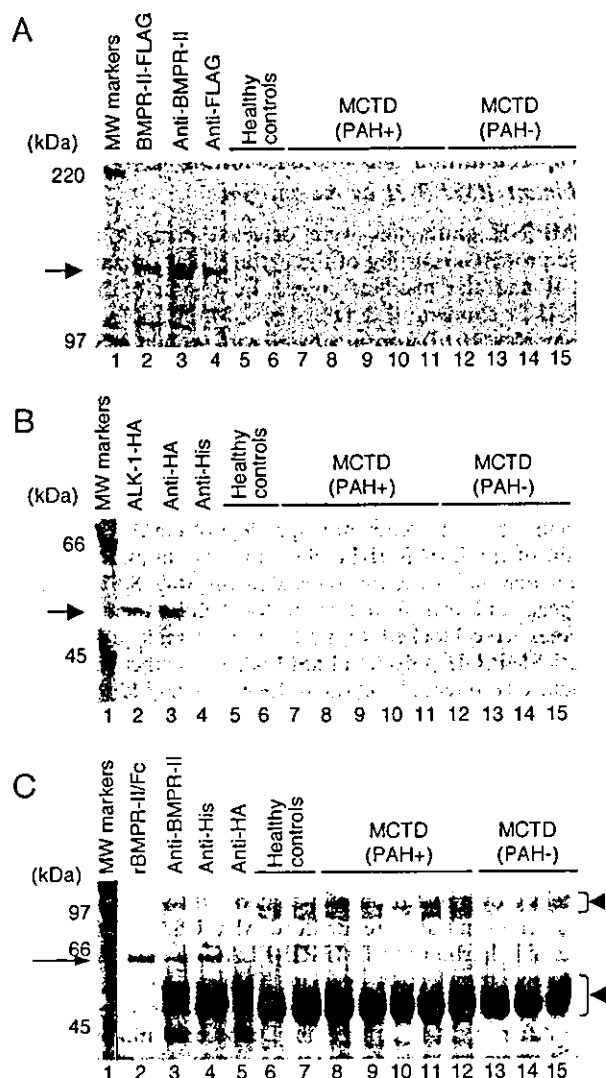 A
MW markers
BMPR-II-FLAG
Anti-BMPR-II
Anti-FLAG
Healthy controls
MCTD
(PAH+)
MCTD
(PAH-)
(kDa)
220
97
1 2 3 4 5 6 7 8 9 10 11 12 13 14 15
B
MW markers
ALK-1-HA
Anti-HA
Anti-His
Healthy controls
MCTD
(PAH+)
MCTD
(PAH-)
(kDa)
66
45
1 2 3 4 5 6 7 8 9 10 11 12 13 14 15
C
MW markers
rBMPR-II/Fc
Anti-BMPR-II
Anti-His
Anti-HA
Healthy controls
MCTD
(PAH+)
MCTD
(PAH-)
(kDa)
97
66
45
1 2 3 4 5 6 7 8 9 10 11 12 13 14 15